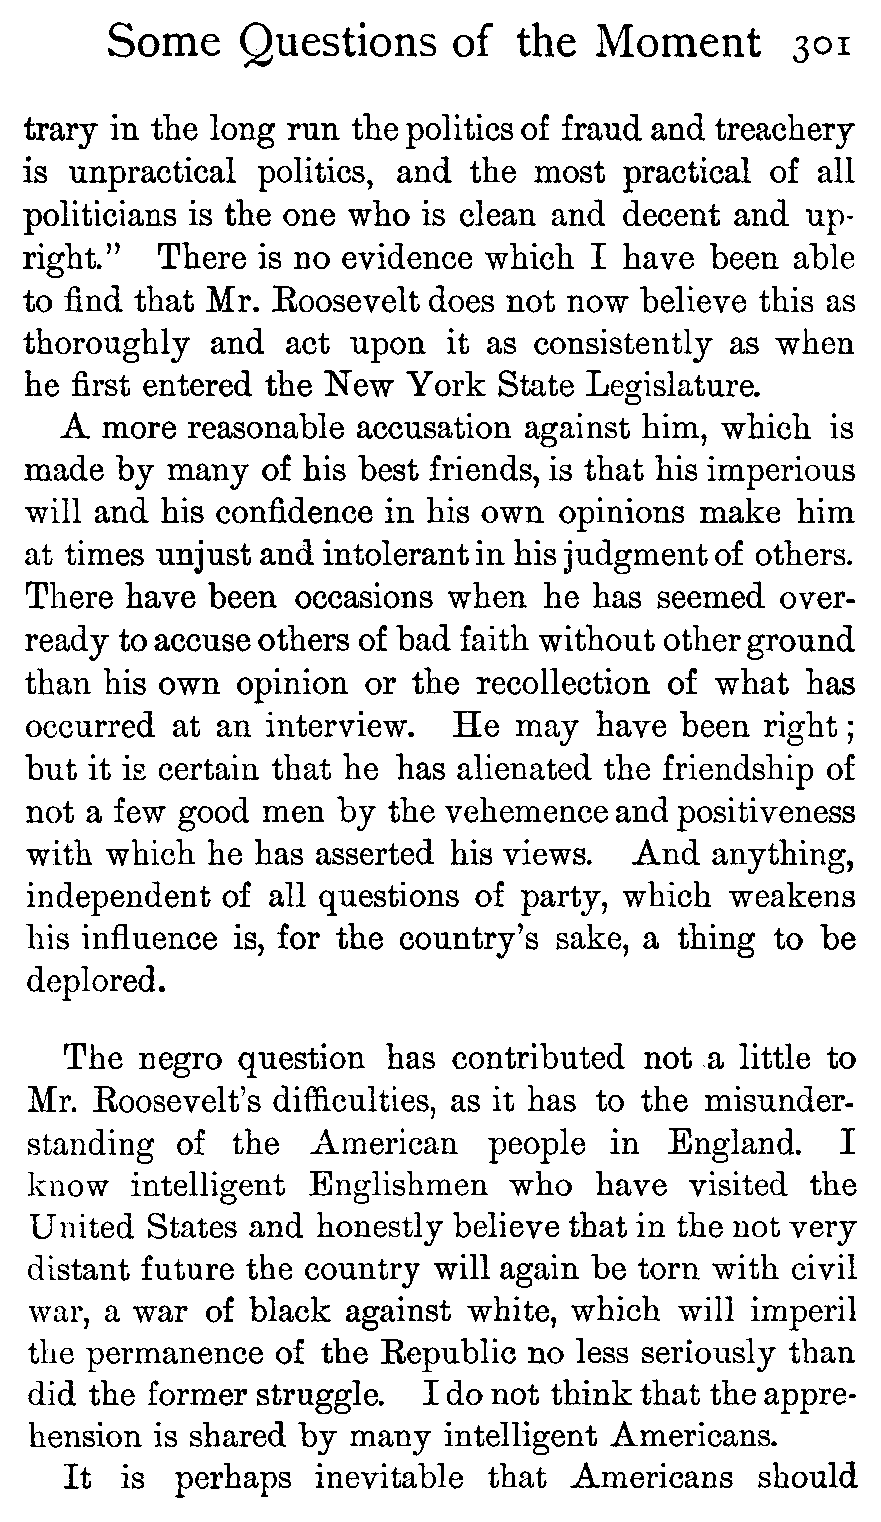 Some Questions of the Moment 301
trary in the long run the politics of fraud and treachery
is unpractical politics, and the most practical of all
politicians is the one who is clean and decent and up-
right." There is no evidence which I have been able
to find that Mr. Roosevelt does not now believe this as
thoroughly and act upon it as consistently as when
he first entered the New York State Legislature.
A more reasonable accusation against him, which is
made by many of his best friends, is that his imperious
will and his confidence in his own opinions make him
at times unjust and intolerant in his judgment of others.
There have been occasions when he has seemed over-
ready to accuse others of bad faith without other ground
than his own opinion or the recollection of what has
occurred at an interview. He may have been right;
but it is certain that he has alienated the friendship of
not a few good men by the vehemence and positiveness
with which he has asserted his views. And anything,
independent of all questions of party, which weakens
his influence is, for the country's sake, a thing to be
deplored.
The negro question has contributed not a little to
Mr. Roosevelt's difficulties, as it has to the misunder-
standing of the American people in England. I
know intelligent Englishmen who have visited the
United States and honestly believe that in the not very
distant future the country will again be torn with civil
war, a war of black against white, which will imperil
the permanence of the Republic no less seriously than
did the former struggle. I do not think that the appre-
hension is shared by many intelligent Americans.
It is perhaps inevitable that Americans should